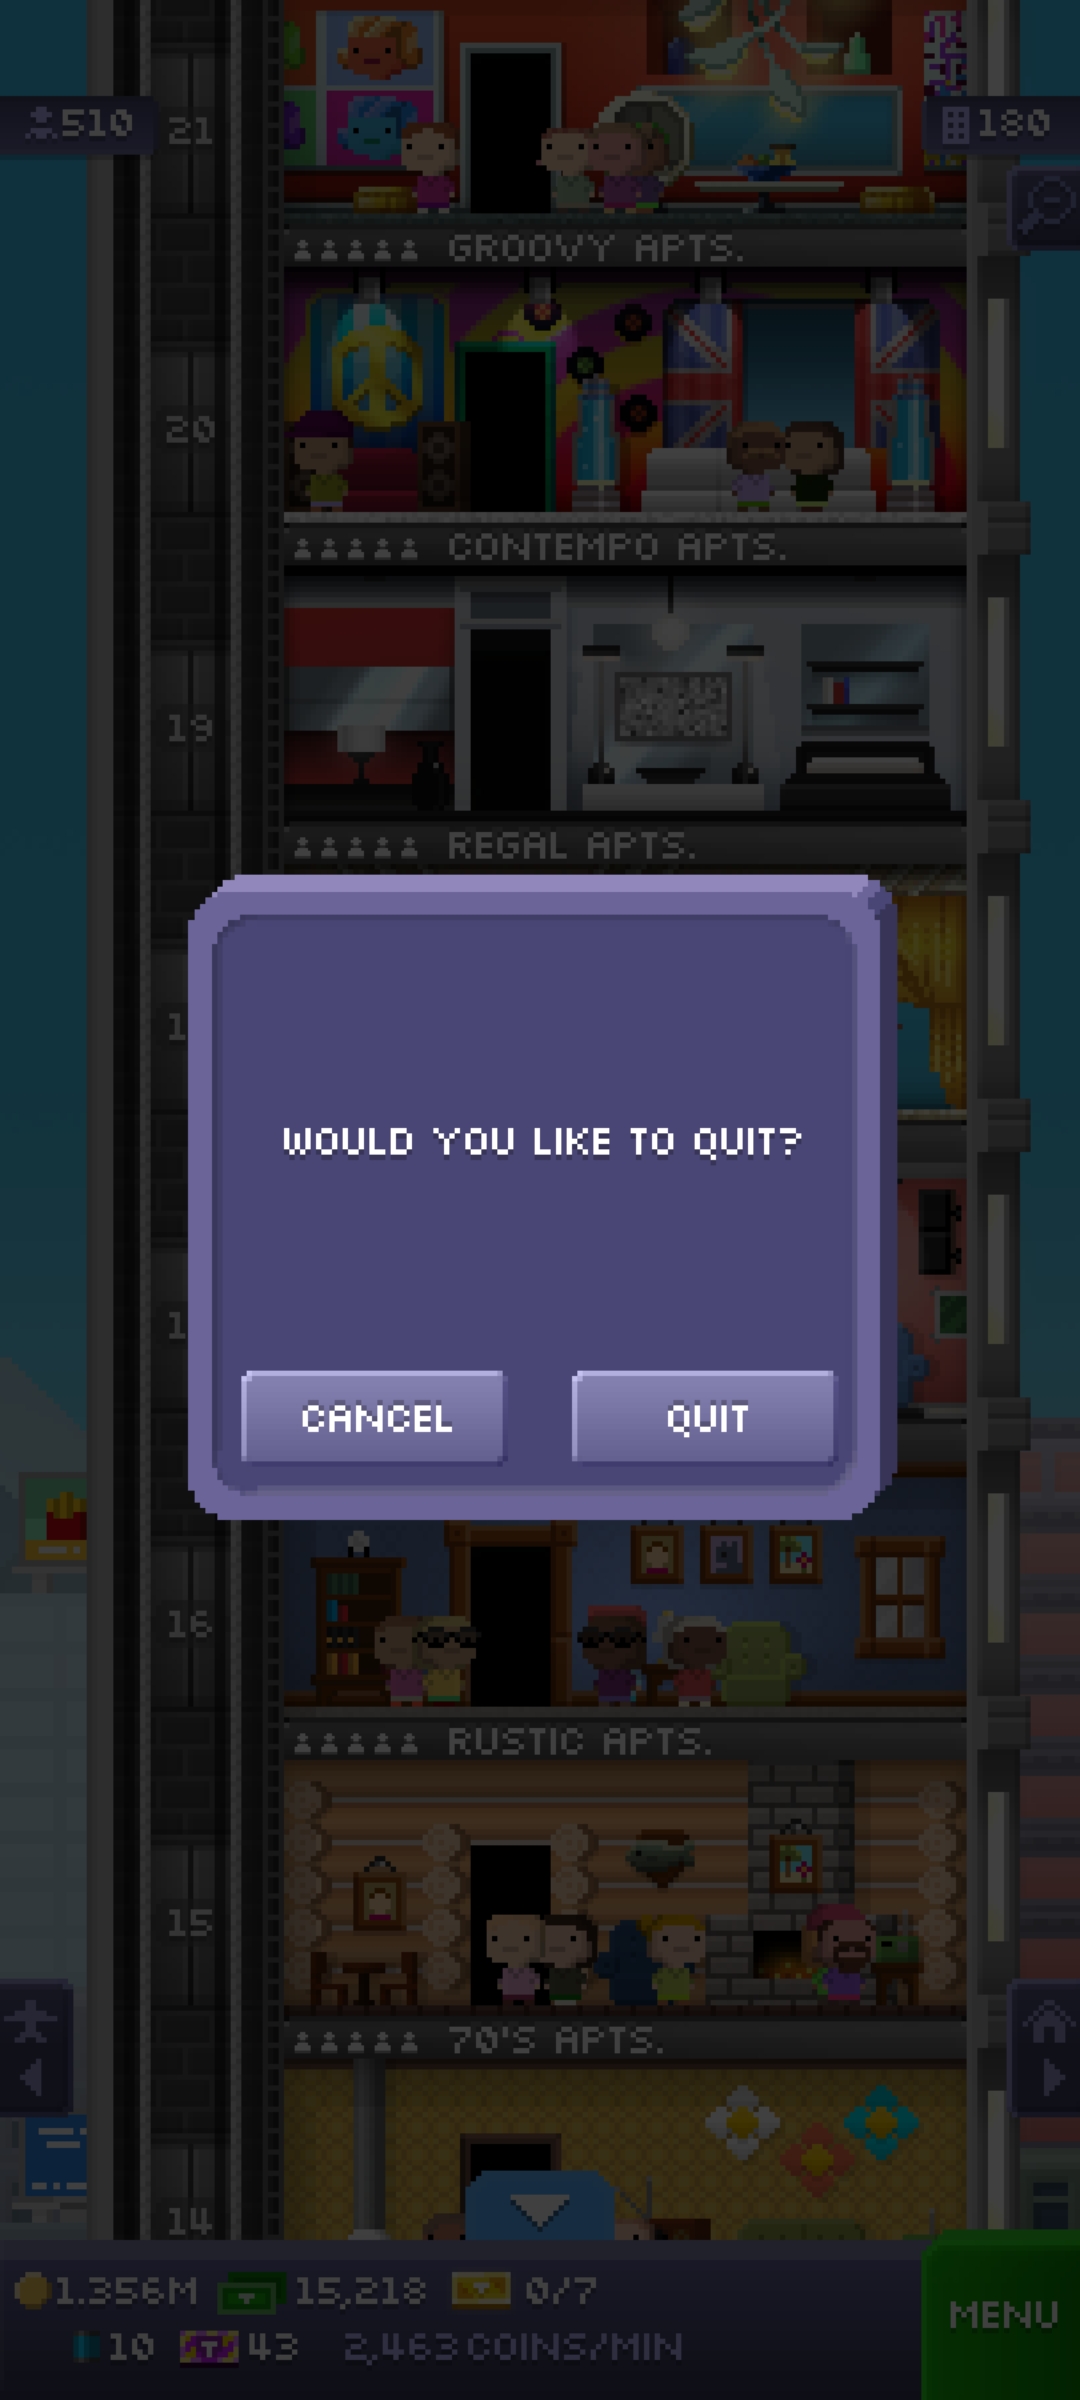 510
21
180
GROOVY APTS.
20
CONTEMPO APTS.
19
REGAL APTS.
1
WOULD YOU LIKE TO QUIT?
1
CANCEL
QUIT
16
RUSTIC APTS.
15
70'S APTS.
14
1.356M 15,218 0/7
MENU
10 T 43 2,463 COINS/MIN